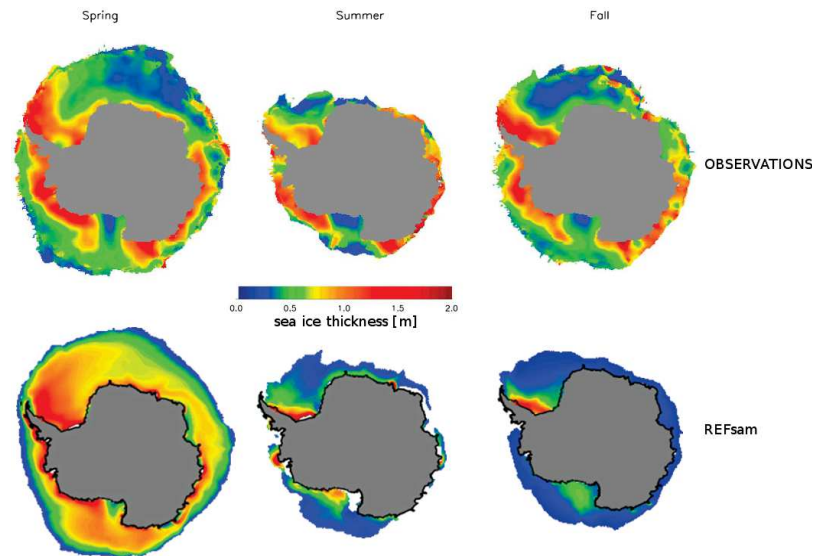 Spring Summer Fall
OBSERVATIONS
0.0 0.5 1.0 1.5 2.0
sea ice thickness [m]
REFsam